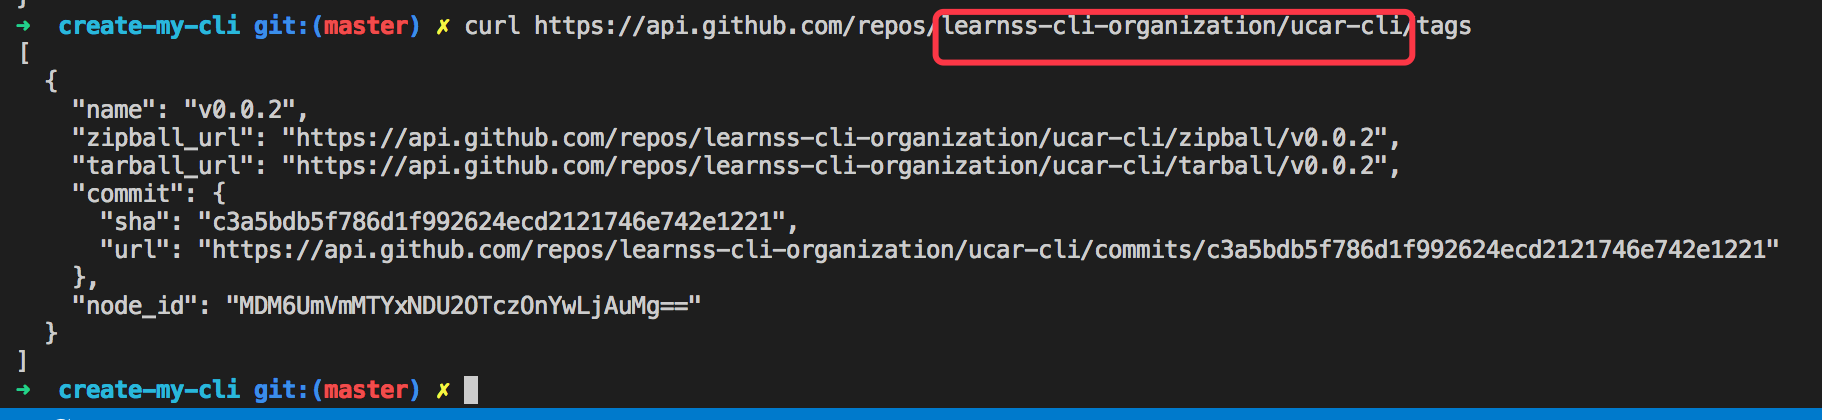 ➜  create-my-cli git:(master) ✗ curl https://api.github.com/repos/learnss-cli-organization/ucar-cli/tags
[
  {
    "name": "v0.0.2",
    "zipball_url": "https://api.github.com/repos/learnss-cli-organization/ucar-cli/zipball/v0.0.2",
    "tarball_url": "https://api.github.com/repos/learnss-cli-organization/ucar-cli/tarball/v0.0.2",
    "commit": {
      "sha": "c3a5bdb5f786d1f992624ecd2121746e742e1221",
      "url": "https://api.github.com/repos/learnss-cli-organization/ucar-cli/commits/c3a5bdb5f786d1f992624ecd2121746e742e1221"
    },
    "node_id": "MDM6UmVmMTYxNDU2OTczOnYwLjAuMg=="
  }
]
➜  create-my-cli git:(master) ✗